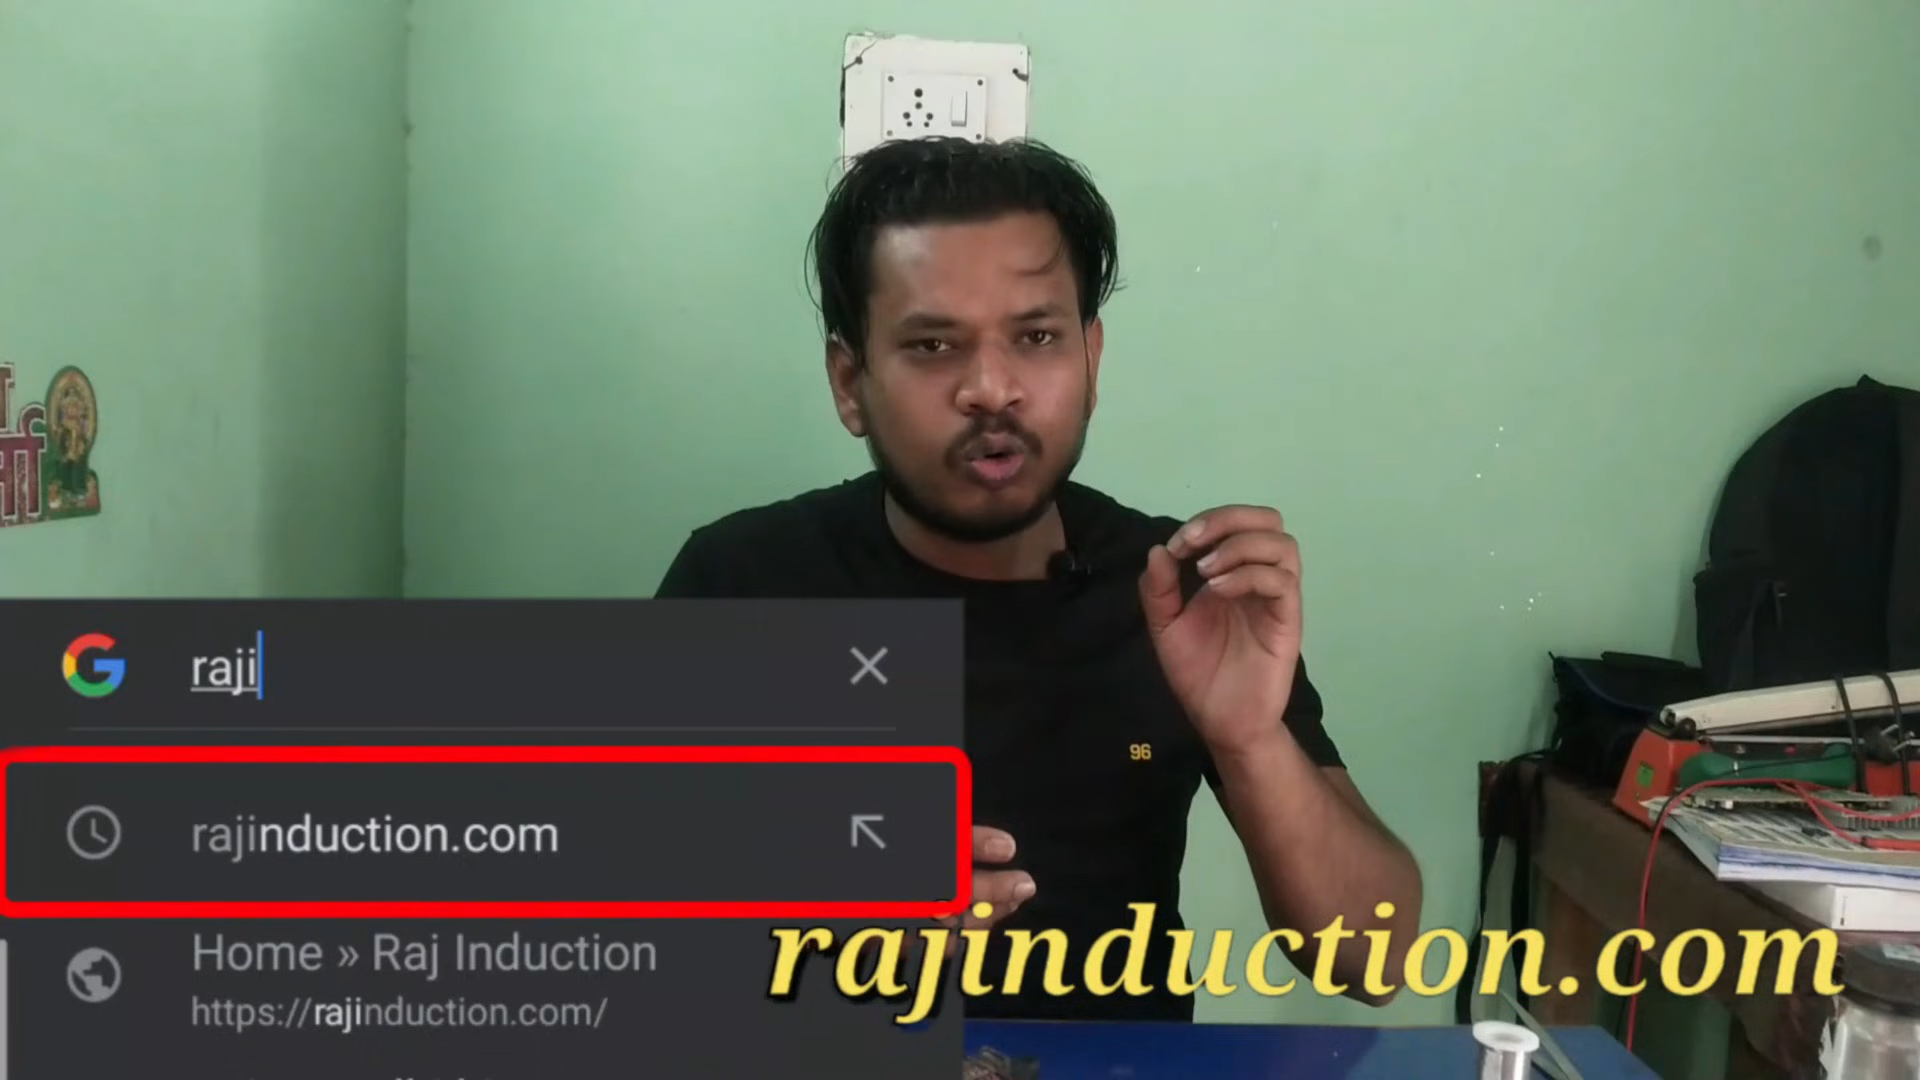 raji
rajinduction.com
Home » Raj Induction
https://rajinduction.com/
rajinduction.com
96